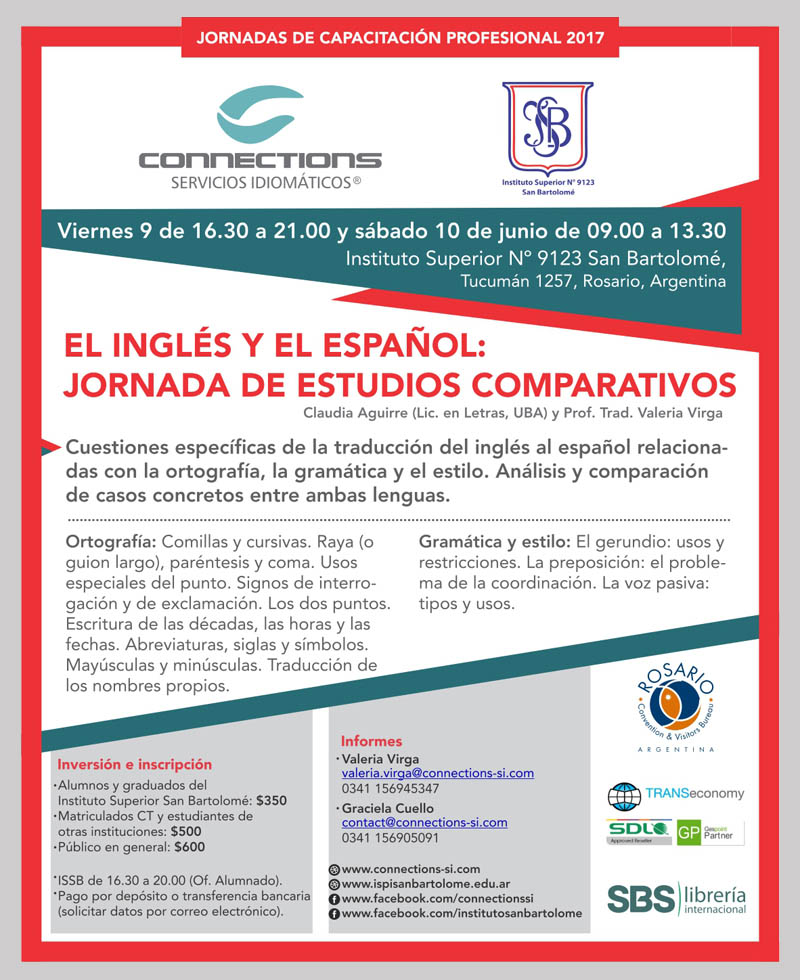 JORNADAS DE CAPACITACIÓN PROFESIONAL 2017
CONNECTIONS
SERVICIOS IDIOMÁTICOS®
ISB
Instituto Superior Nº 9123
San Bartolomé
Viernes 9 de 16.30 a 21.00 y sábado 10 de junio de 09.00 a 13.30
Instituto Superior Nº 9123 San Bartolomé,
Tucumán 1257, Rosario, Argentina
EL INGLÉS Y EL ESPAÑOL:
JORNADA DE ESTUDIOS COMPARATIVOS
Claudia Aguirre (Lic. en Letras, UBA) y Prof. Trad. Valeria Virga
Cuestiones específicas de la traducción del inglés al español relaciona-
das con la ortografía, la gramática y el estilo. Análisis y comparación
de casos concretos entre ambas lenguas.
Ortografía: Comillas y cursivas. Raya (o
guion largo), paréntesis y coma. Usos
especiales del punto. Signos de interro-
gación y de exclamación. Los dos puntos.
Escritura de las décadas, las horas y las
fechas. Abreviaturas, siglas y símbolos.
Mayúsculas y minúsculas. Traducción de
los nombres propios.
Gramática y estilo: El gerundio: usos y
restricciones. La preposición: el proble-
ma de la coordinación. La voz pasiva:
tipos y usos.
Inversión e inscripción
·Alumnos y graduados del
Instituto Superior San Bartolomé: $350
·Matriculados CT y estudiantes de
otras instituciones: $500
·Público en general: $600
*ISSB de 16.30 a 20.00 (Of. Alumnado).
*Pago por depósito o transferencia bancaria
(solicitar datos por correo electrónico).
Informes
· Valeria Virga
valeria.virga@connections-si.com
0341 156945347
· Graciela Cuello
contact@connections-si.com
0341 156905091
www.connections-si.com
www.ispisanbartolome.edu.ar
www.facebook.com/connectionssi
www.facebook.com/institutosanbartolome
ROSARIO
Convention & Visitors Bureau
ARGENTINA
TRANSeconomy
SDL
Approved Reseller
GP
Geopoint
Partner
SBS librería
internacional